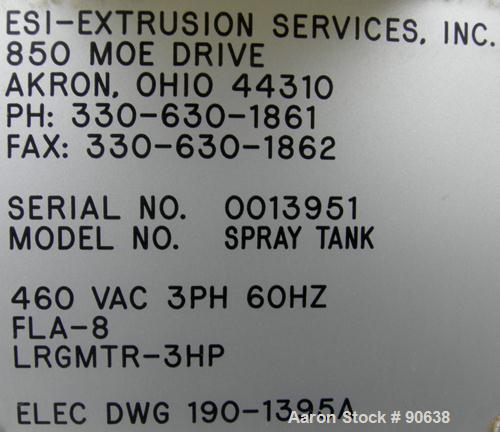 ESI-EXTRUSION SERVICES, INC.
850 MOE DRIVE
AKRON, OHIO 44310
PH: 330-630-1861
FAX: 330-630-1862
SERIAL NO. 0013951
MODEL NO. SPRAY TANK
460 VAC 3PH 60HZ
FLA-8
LRGMTR-3HP
ELEC DWG 190-1395A
Aaron Stock # 90638